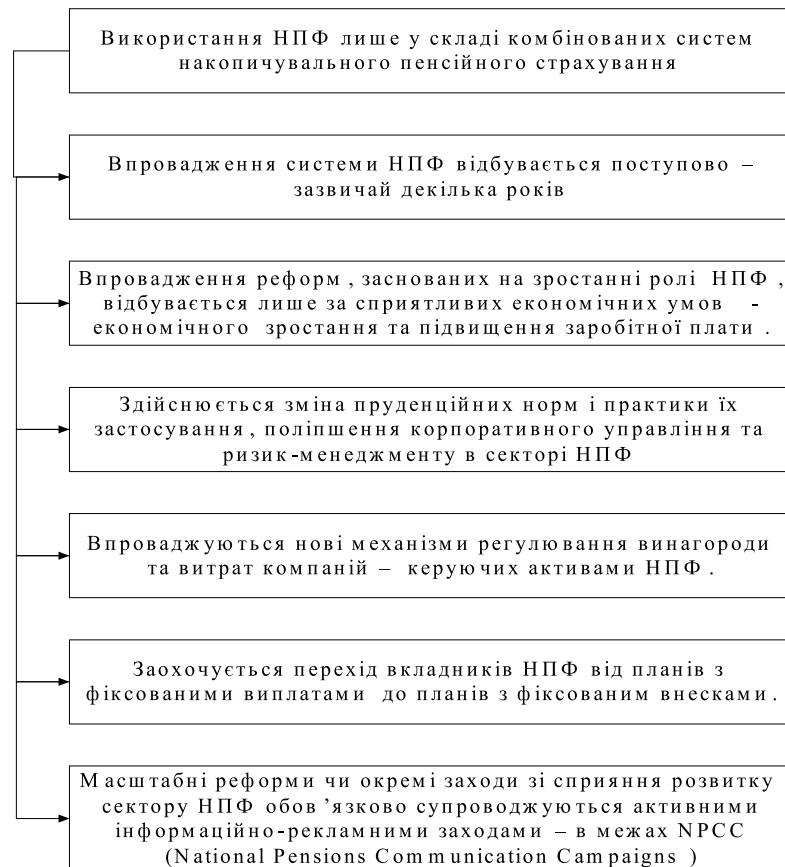 Використання НПФ лише у складі комбінованих систем
накопичувального пенсійного страхування
Впровадження системи НПФ відбувається поступово –
зазвичай декілька років
Впровадження реформ, заснованих на зростанні ролі НПФ,
відбувається лише за сприятливих економічних умов -
економічного зростання та підвищення заробітної плати.
Здійснюється зміна пруденційних норм і практики їх
застосування, поліпшення корпоративного управління та
ризик-менеджменту в секторі НПФ
Впроваджуються нові механізми регулювання винагороди
та витрат компаній – керуючих активами НПФ.
Заохочується перехід вкладників НПФ від планів з
фіксованими виплатами до планів з фіксованим внесками.
Масштабні реформи чи окремі заходи зі сприяння розвитку
сектору НПФ обов’язково супроводжуються активними
інформаційно-рекламними заходами – в межах NPCC
(National Pensions Communication Campaigns)